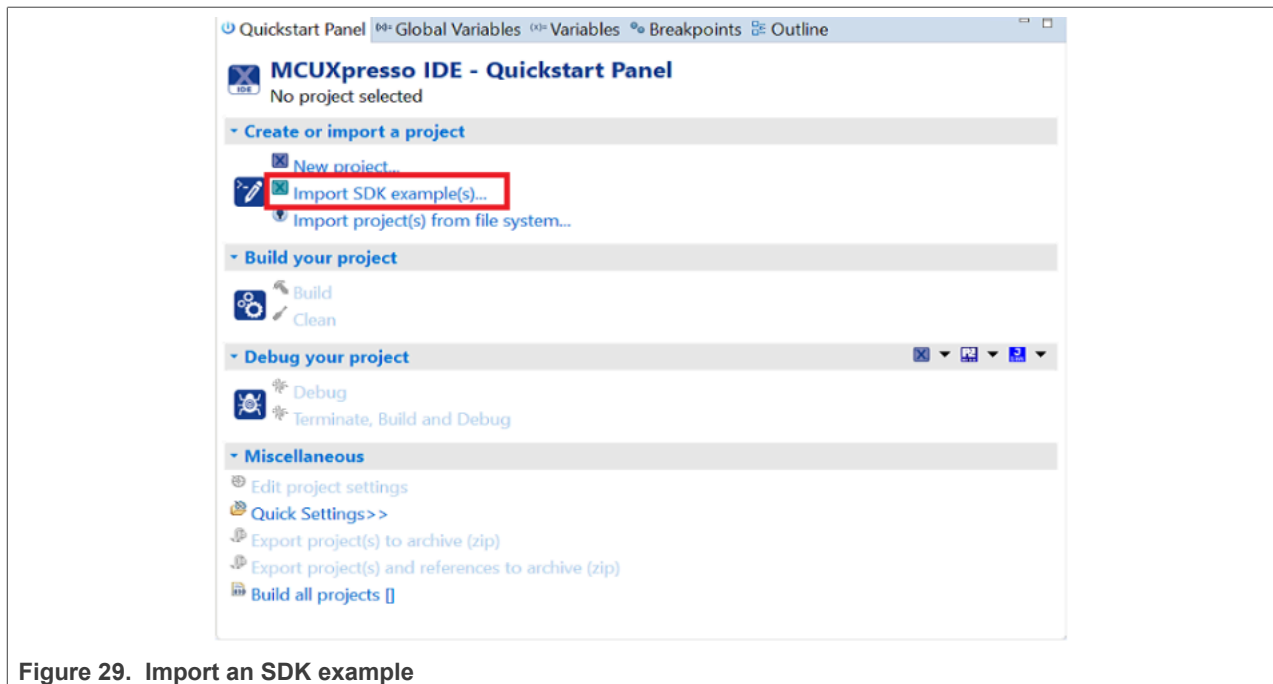 Quickstart Panel Global Variables (x)= Variables Breakpoints Outline
MCUXpresso IDE - Quickstart Panel
IDE
No project selected
Create or import a project
New project...
Import SDK example(s)...
Import project(s) from file system...
Build your project
Build
Clean
Debug your project
Debug
Terminate, Build and Debug
Miscellaneous
Edit project settings
Quick Settings>>
Export project(s) to archive (zip)
Export project(s) and references to archive (zip)
Build all projects []
Figure 29. Import an SDK example